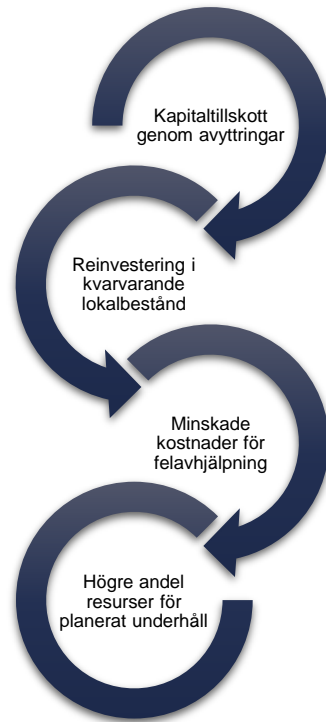 Kapitaltillskott
genom avyttringar
Reinvestering i
kvarvarande
lokalbestånd
Minskade
kostnader för
felavhjälpning
Högre andel
resurser för
planerat underhåll